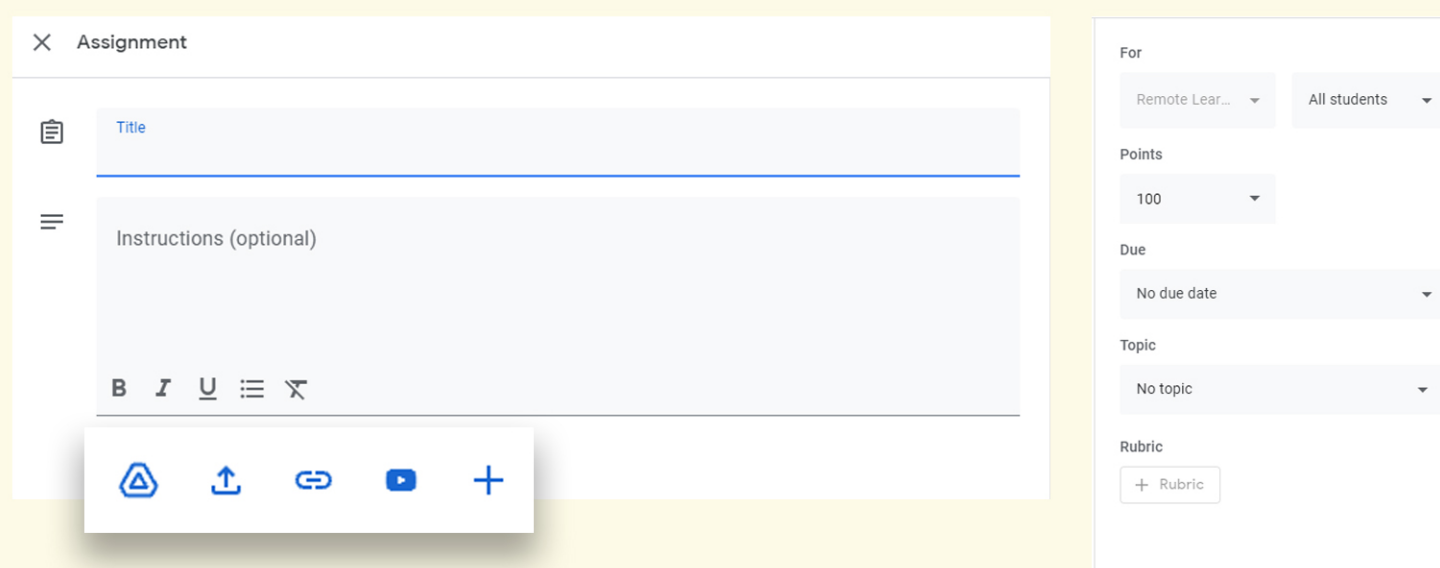 Assignment
Title
Instructions (optional)
B I U
For
Remote Lear... All students
Points
100
Due
No due date
Topic
No topic
Rubric
+ Rubric